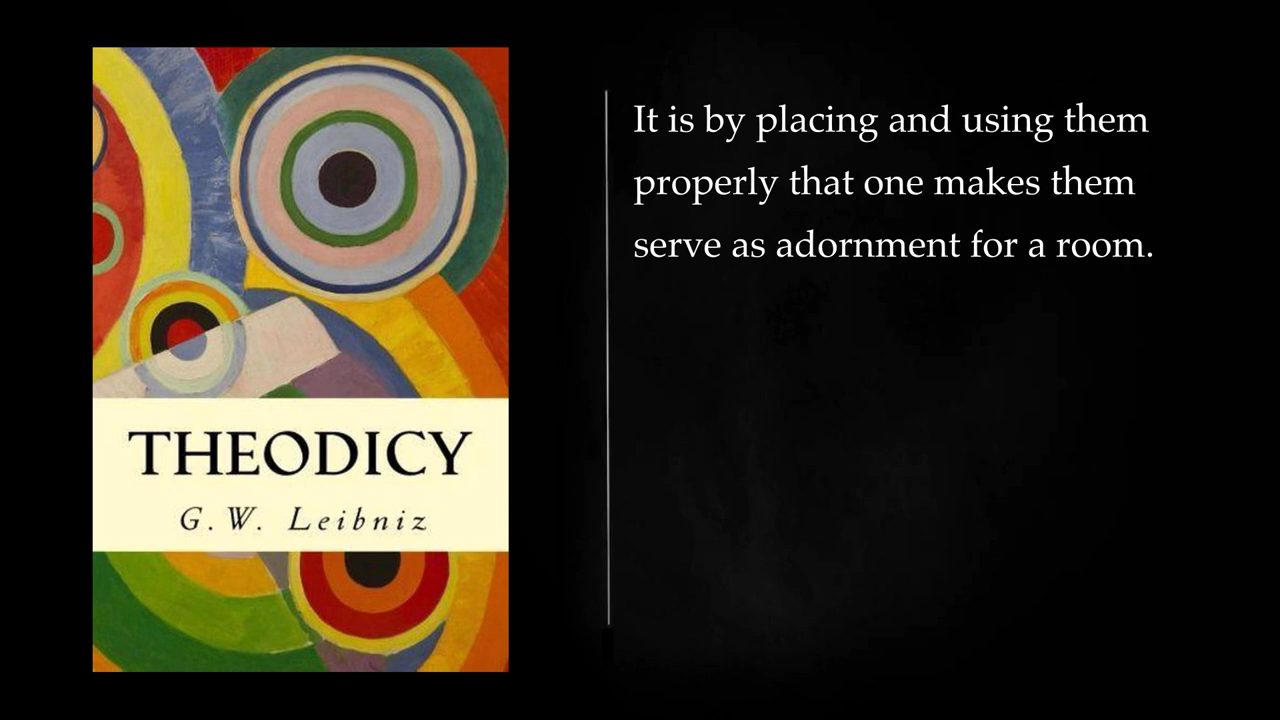 THEODICY
G. W. Leibniz
It is by placing and using them
properly that one makes them
serve as adornment for a room.